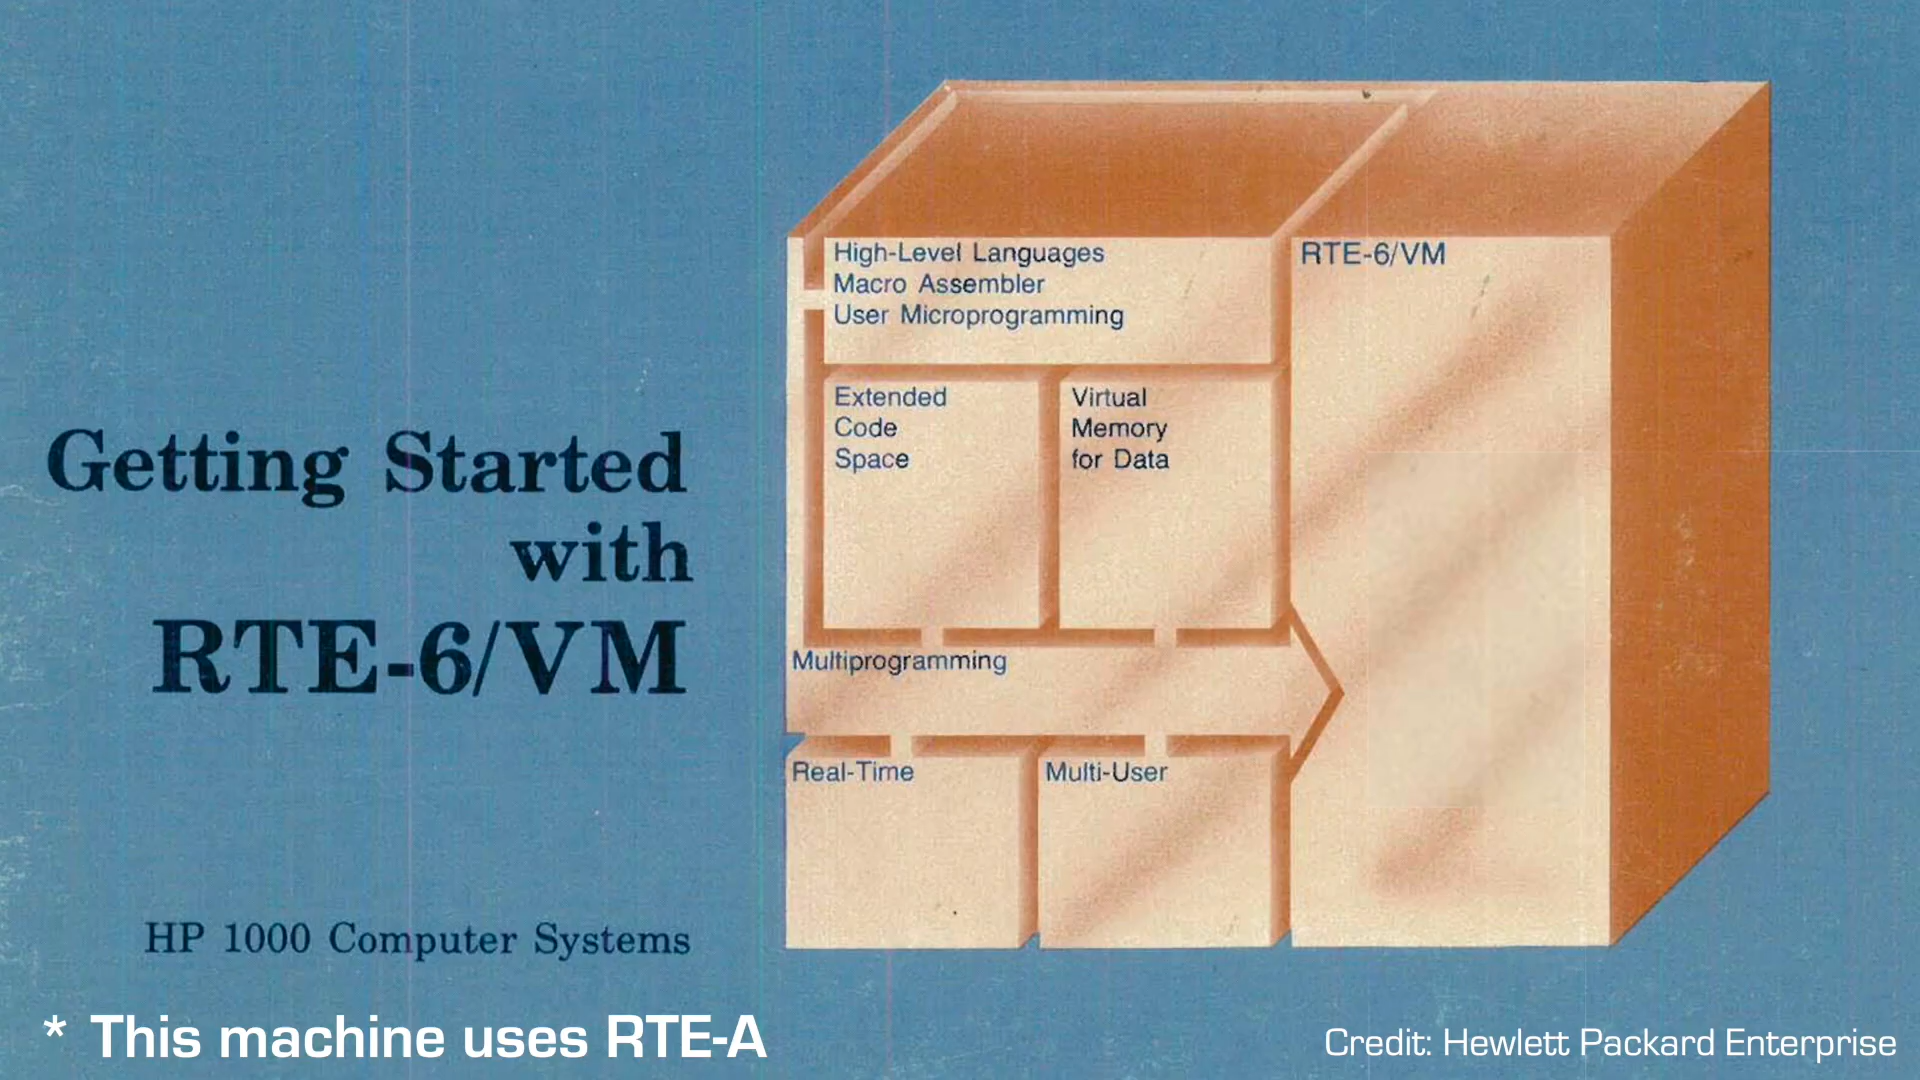 Getting Started
with
RTE-6/VM
HP 1000 Computer Systems
High-Level Languages
Macro Assembler
User Microprogramming
RTE-6/VM
Extended
Code
Space
Virtual
Memory
for Data
Multiprogramming
Real-Time
Multi-User
* This machine uses RTE-A
Credit: Hewlett Packard Enterprise